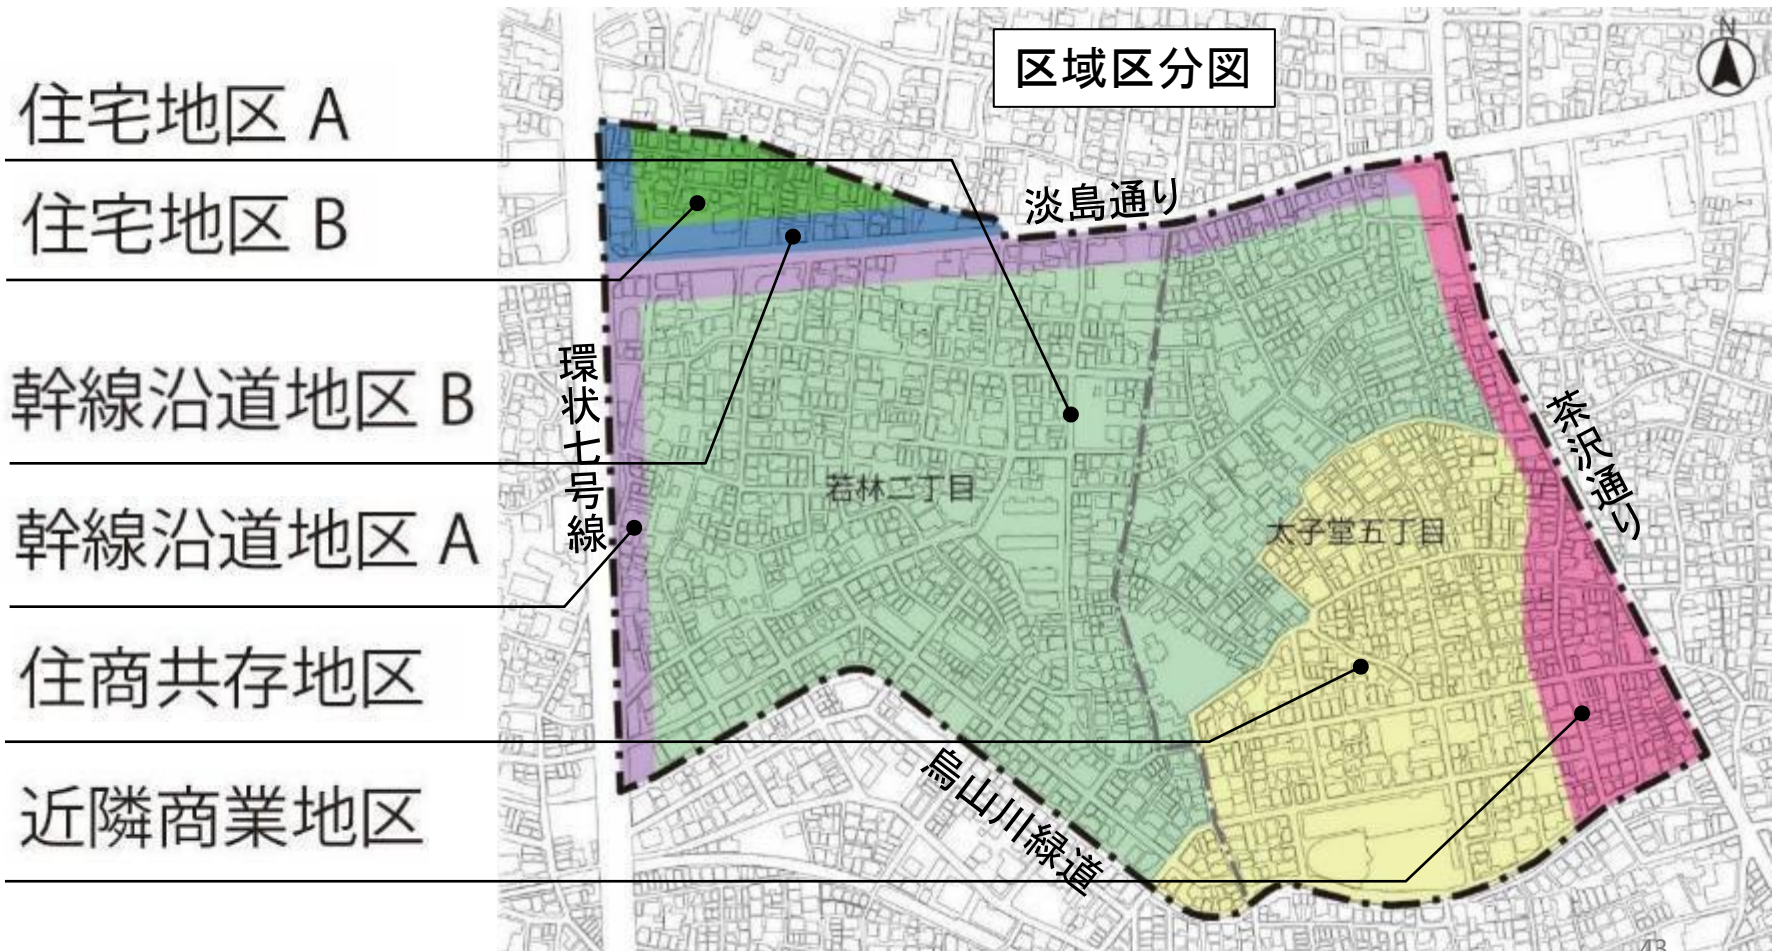 区域区分図
N
住宅地区 A
住宅地区 B
幹線沿道地区 B
幹線沿道地区 A
住商共存地区
近隣商業地区
淡島通り
環状七号線
茶沢通り
若林二丁目
太子堂五丁目
烏山川緑道
43